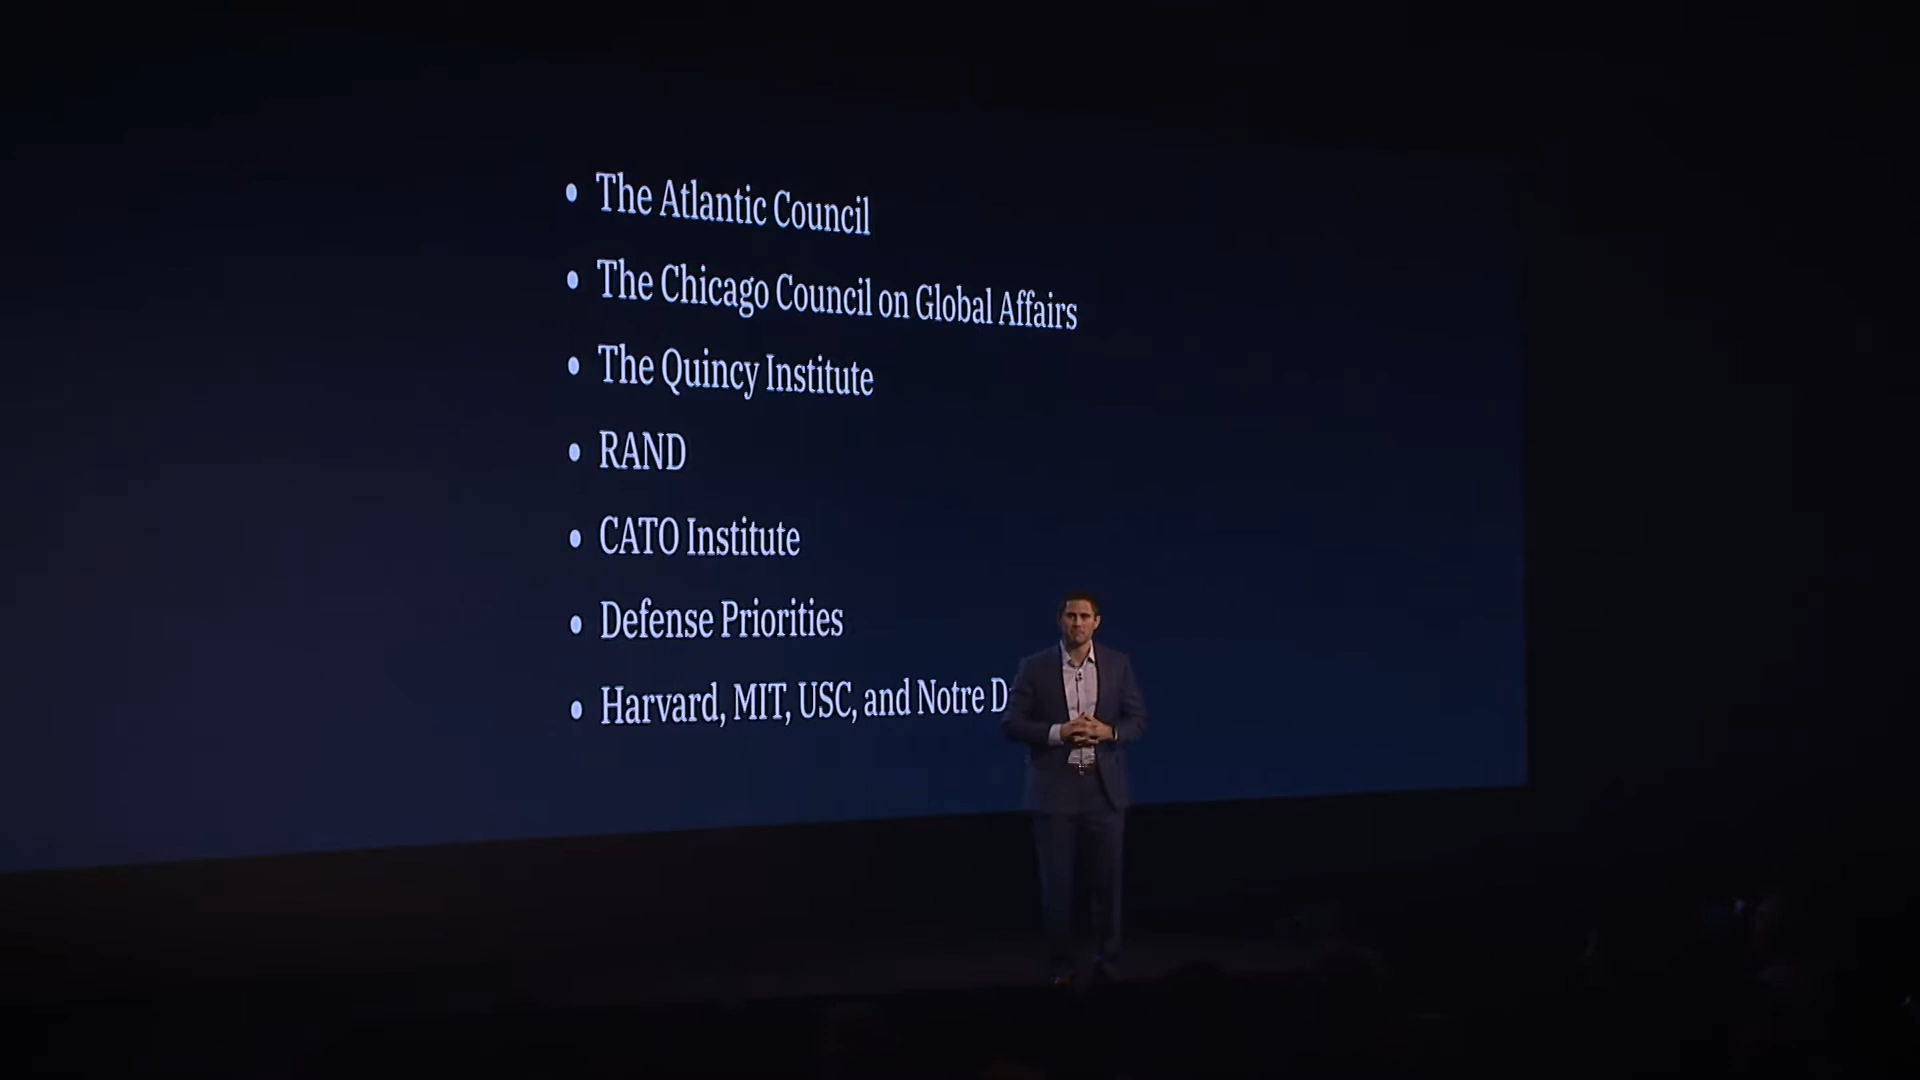 • The Atlantic Council
• The Chicago Council on Global Affairs
• The Quincy Institute
• RAND
• CATO Institute
• Defense Priorities
• Harvard, MIT, USC, and Notre